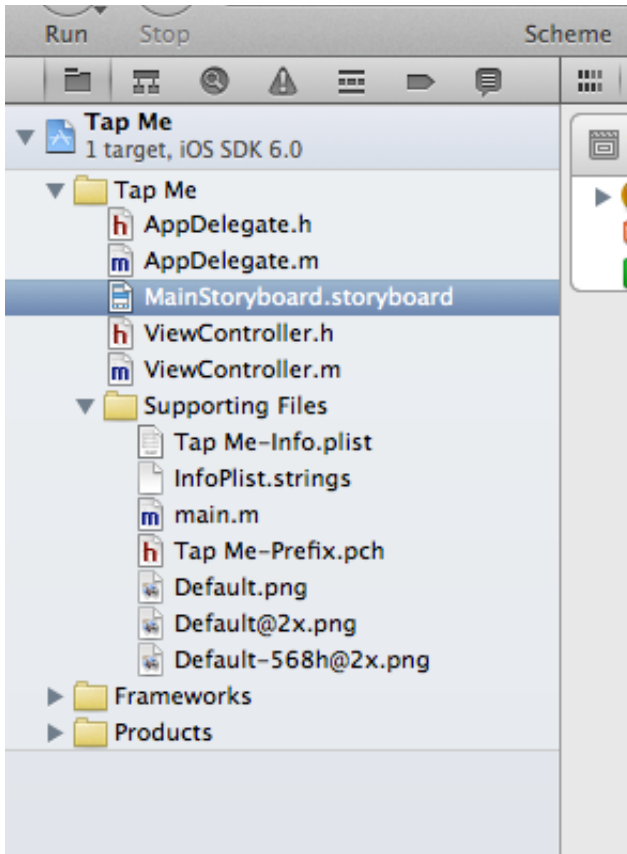 Run Stop Scheme
Tap Me
1 target, iOS SDK 6.0
Tap Me
h AppDelegate.h
m AppDelegate.m
MainStoryboard.storyboard
h ViewController.h
m ViewController.m
Supporting Files
Tap Me-Info.plist
InfoPlist.strings
m main.m
h Tap Me-Prefix.pch
Default.png
Default@2x.png
Default-568h@2x.png
Frameworks
Products